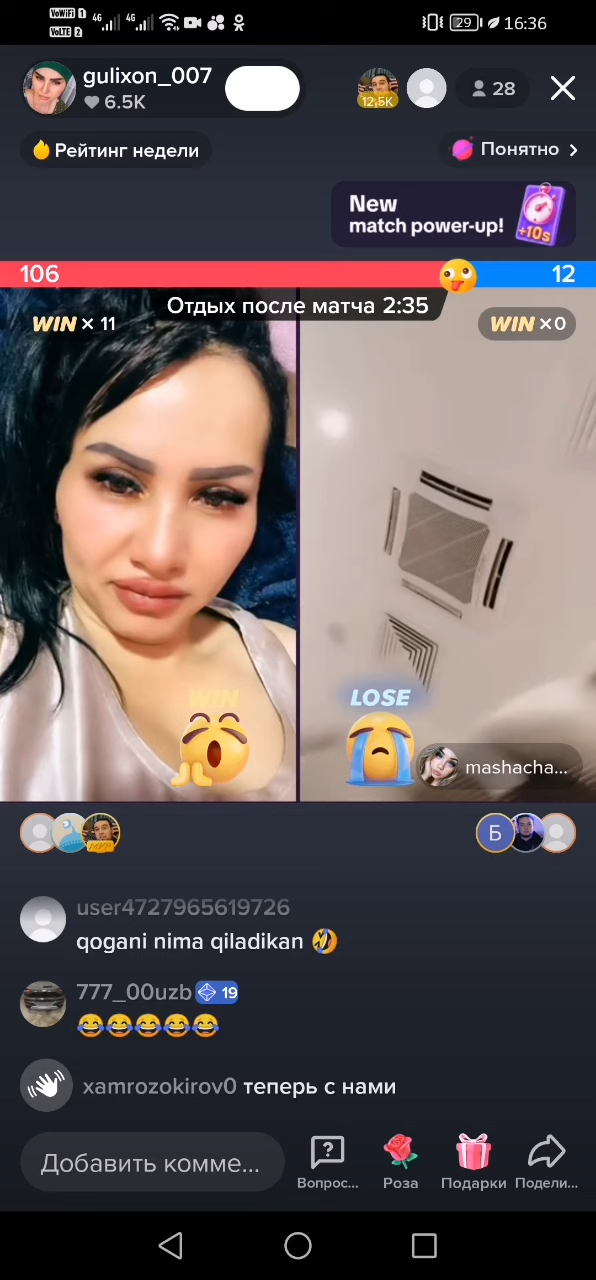 VoWiFi 1
VoLTE 2
4G
4G
29
16:36
gulixon_007
6.5K
12,5K
28
Рейтинг недели
Понятно
New
match power-up!
+10s
106
12
Отдых после матча 2:35
WIN × 11
WIN ×0
WIN
LOSE
mashacha...
Б
user4727965619726
qogani nima qiladikan 🤣
777_00uzb 19
😂😂😂😂😂
xamrozokirov0 теперь с нами
Добавить комме...
Вопрос...
Роза
Подарки
Подели...